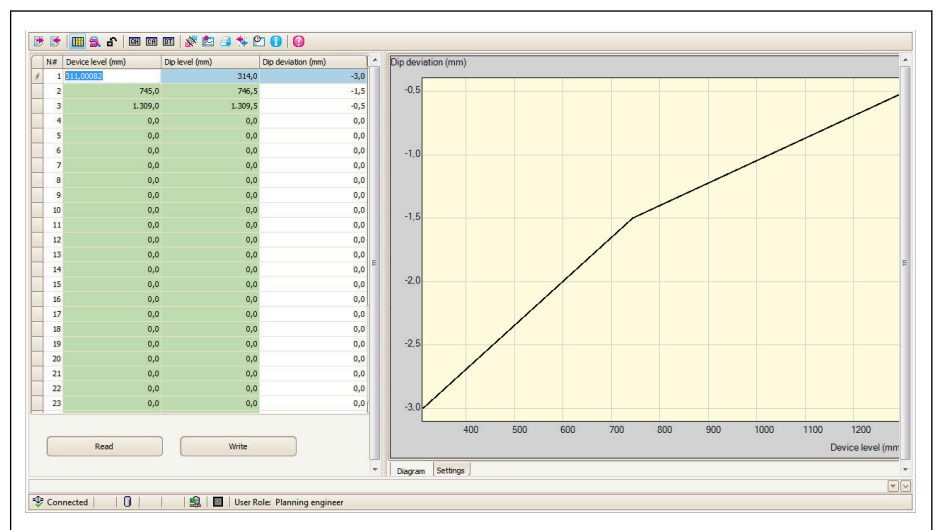 CH CA DT
N# Device level (mm) Dip level (mm) Dip deviation (mm)
1 311,00082 314,0 -3,0
2 745,0 746,5 -1,5
3 1.309,0 1.309,5 -0,5
4 0,0 0,0 0,0
5 0,0 0,0 0,0
6 0,0 0,0 0,0
7 0,0 0,0 0,0
8 0,0 0,0 0,0
9 0,0 0,0 0,0
10 0,0 0,0 0,0
11 0,0 0,0 0,0
12 0,0 0,0 0,0
13 0,0 0,0 0,0
14 0,0 0,0 0,0
15 0,0 0,0 0,0
16 0,0 0,0 0,0
17 0,0 0,0 0,0
18 0,0 0,0 0,0
19 0,0 0,0 0,0
20 0,0 0,0 0,0
21 0,0 0,0 0,0
22 0,0 0,0 0,0
23 0,0 0,0 0,0
Read Write
Dip deviation (mm)
-0,5
-1,0
-1,5
-2,0
-2,5
-3,0
400 500 600 700 800 900 1000 1100 1200
Device level (mm
Diagram Settings
Connected User Role: Planning engineer